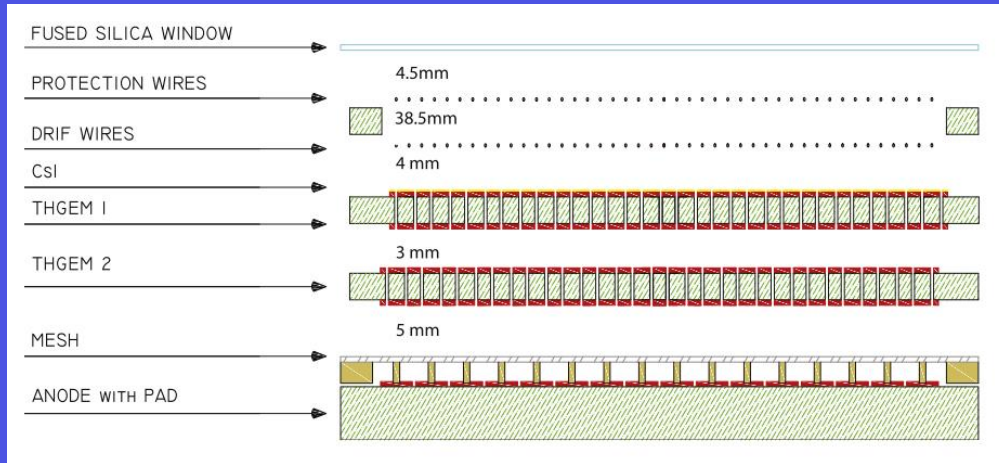 FUSED SILICA WINDOW
4.5mm
PROTECTION WIRES
38.5mm
DRIF WIRES
4 mm
CsI
THGEM 1
3 mm
THGEM 2
5 mm
MESH
ANODE WITH PAD